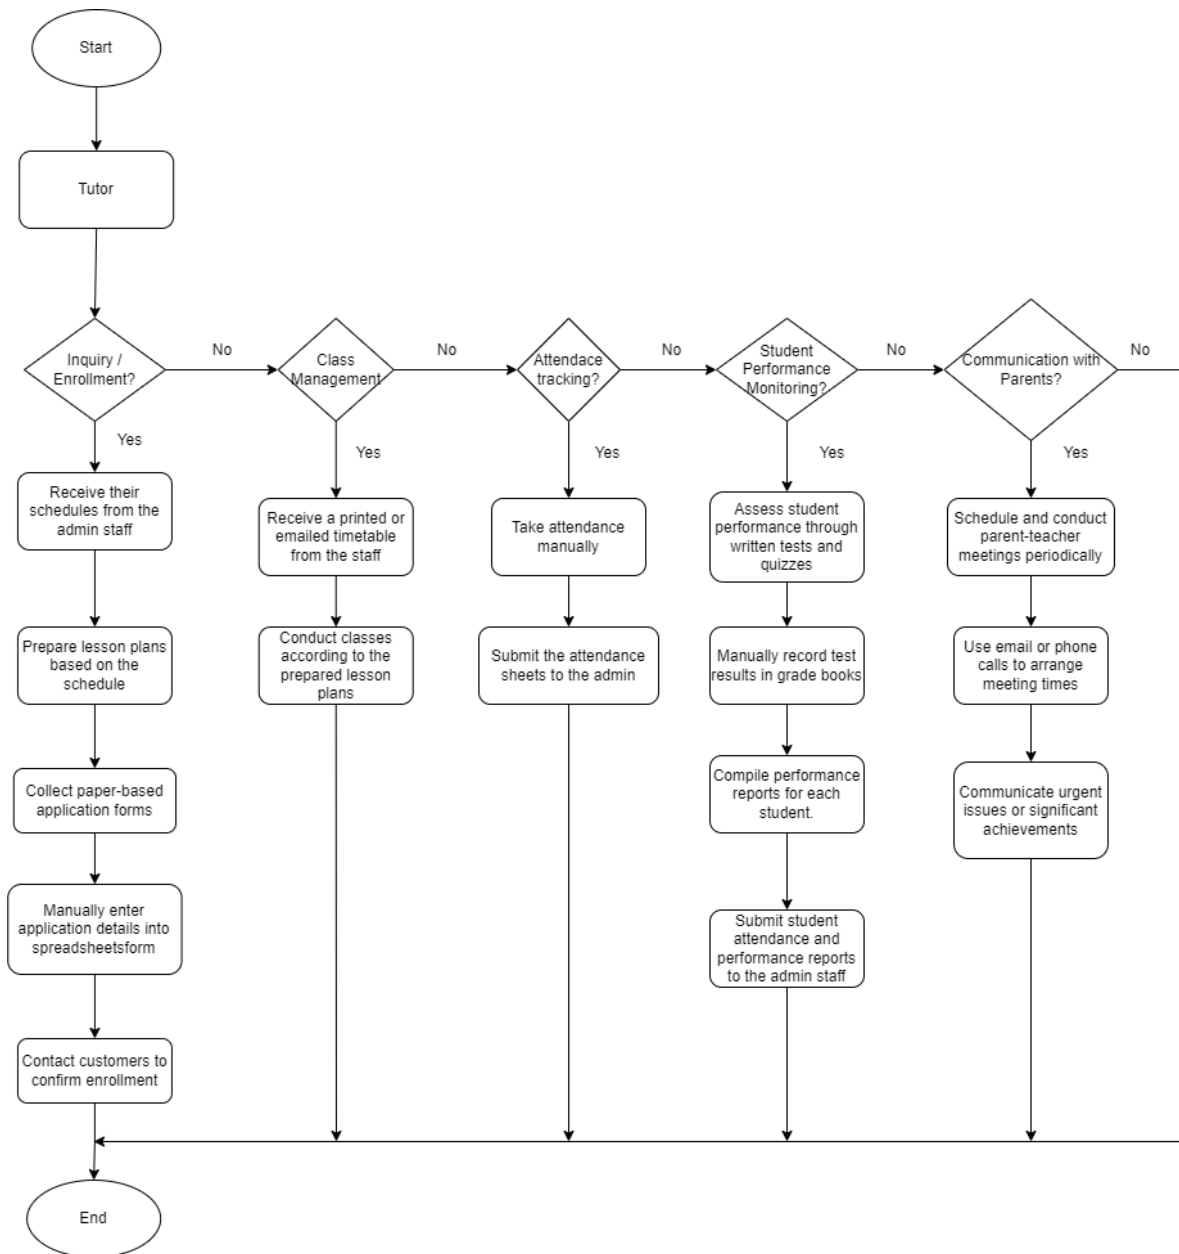 Start
Tutor
Inquiry /
Enrollment?
No
Class
Management
No
Attendace
tracking?
No
Student
Performance
Monitoring?
No
Communication with
Parents?
No
Yes
Yes
Yes
Yes
Yes
Receive their
schedules from the
admin staff
Prepare lesson plans
based on the
schedule
Collect paper-based
application forms
Manually enter
application details into
spreadsheetsform
Contact customers to
confirm enrollment
Receive a printed or
emailed timetable
from the staff
Conduct classes
according to the
prepared lesson
plans
Take attendance
manually
Submit the attendance
sheets to the admin
Assess student
performance through
written tests and
quizzes
Manually record test
results in grade books
Compile performance
reports for each
student.
Submit student
attendance and
performance reports
to the admin staff
Schedule and conduct
parent-teacher
meetings periodically
Use email or phone
calls to arrange
meeting times
Communicate urgent
issues or significant
achievements
End